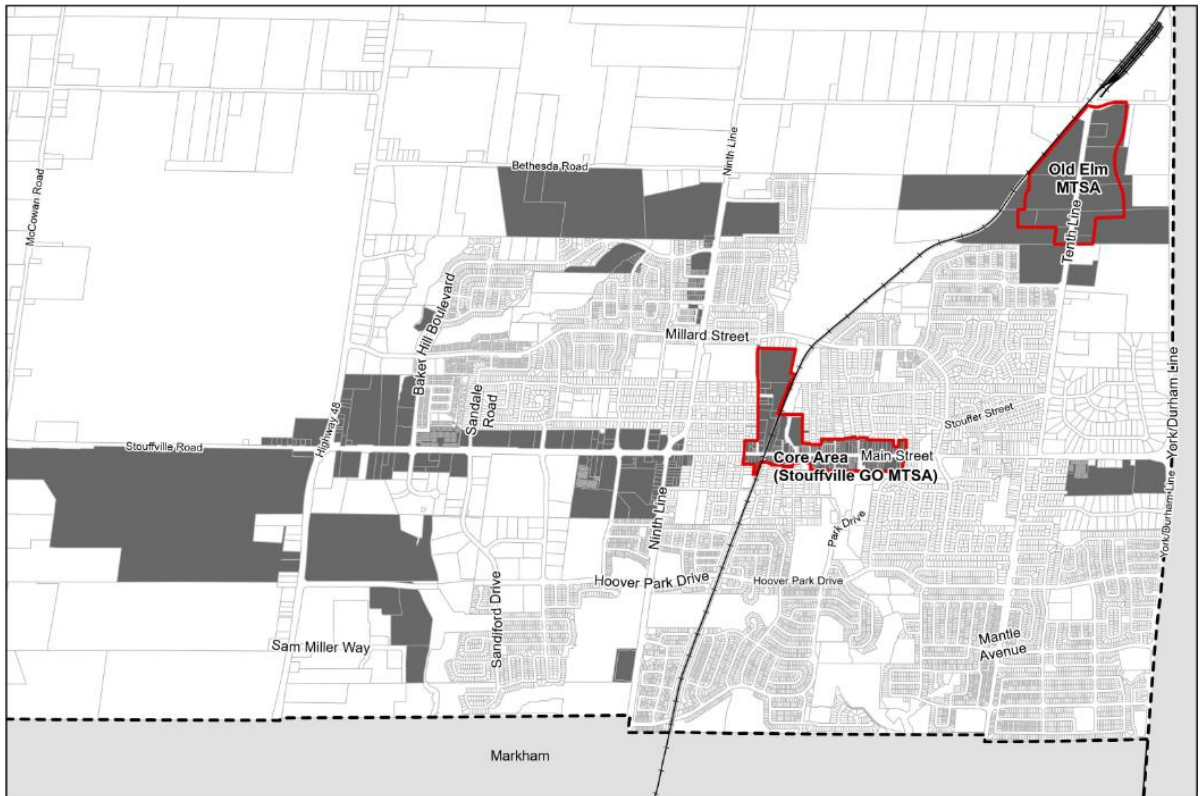 Bethesda Road
Ninth Line
Old Elm
MTSA
Tenth Line
McCowan Road
Baker Hill Boulevard
Millard Street
Sandale
Road
Highway 48
Stouffer Street
York/Durham Line
Stouffville Road
Core Area
Main Street
(Stouffville GO MTSA)
Ninth Line
Park Drive
York/Durham Line
Hoover Park Drive
Hoover Park Drive
Sandiford Drive
Sam Miller Way
Mantle
Avenue
Markham